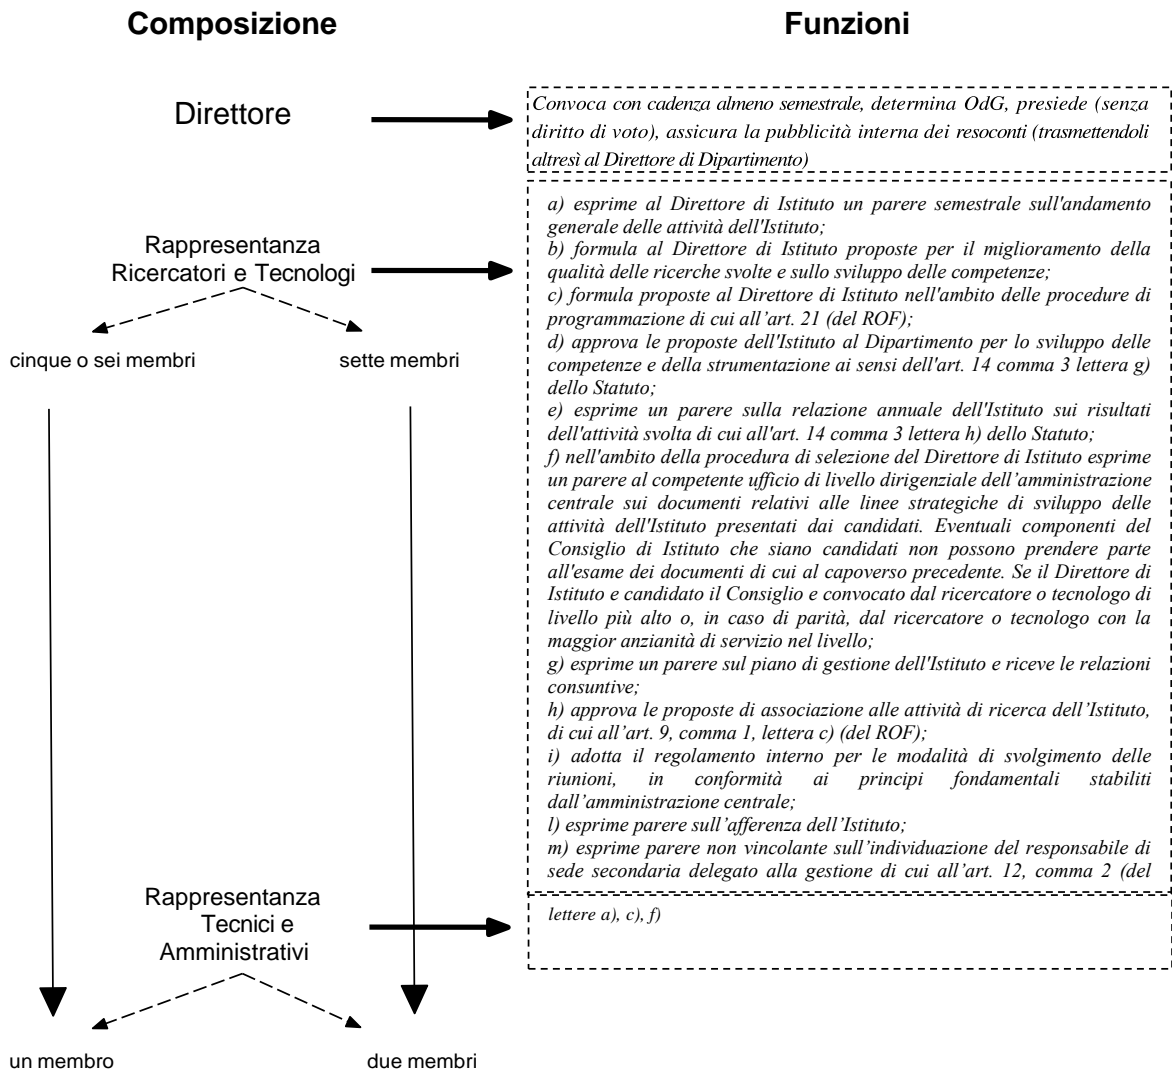 Composizione
Funzioni
Direttore
Convoca con cadenza almeno semestrale, determina OdG, presiede (senza
diritto di voto), assicura la pubblicità interna dei resoconti (trasmettendoli
altresì al Direttore di Dipartimento)
Rappresentanza
Ricercatori e Tecnologi
cinque o sei membri
sette membri
a) esprime al Direttore di Istituto un parere semestrale sull'andamento
generale delle attività dell'Istituto;
b) formula al Direttore di Istituto proposte per il miglioramento della
qualità delle ricerche svolte e sullo sviluppo delle competenze;
c) formula proposte al Direttore di Istituto nell'ambito delle procedure di
programmazione di cui all'art. 21 (del ROF);
d) approva le proposte dell'Istituto al Dipartimento per lo sviluppo delle
competenze e della strumentazione ai sensi dell'art. 14 comma 3 lettera g)
dello Statuto;
e) esprime un parere sulla relazione annuale dell'Istituto sui risultati
dell'attività svolta di cui all'art. 14 comma 3 lettera h) dello Statuto;
f) nell'ambito della procedura di selezione del Direttore di Istituto esprime
un parere al competente ufficio di livello dirigenziale dell’amministrazione
centrale sui documenti relativi alle linee strategiche di sviluppo delle
attività dell'Istituto presentati dai candidati. Eventuali componenti del
Consiglio di Istituto che siano candidati non possono prendere parte
all'esame dei documenti di cui al capoverso precedente. Se il Direttore di
Istituto e candidato il Consiglio e convocato dal ricercatore o tecnologo di
livello più alto o, in caso di parità, dal ricercatore o tecnologo con la
maggior anzianità di servizio nel livello;
g) esprime un parere sul piano di gestione dell'Istituto e riceve le relazioni
consuntive;
h) approva le proposte di associazione alle attività di ricerca dell’Istituto,
di cui all’art. 9, comma 1, lettera c) (del ROF);
i) adotta il regolamento interno per le modalità di svolgimento delle
riunioni, in conformità ai principi fondamentali stabiliti
dall’amministrazione centrale;
l) esprime parere sull’afferenza dell’Istituto;
m) esprime parere non vincolante sull’individuazione del responsabile di
sede secondaria delegato alla gestione di cui all’art. 12, comma 2 (del
Rappresentanza
Tecnici e
Amministrativi
lettere a), c), f)
un membro
due membri